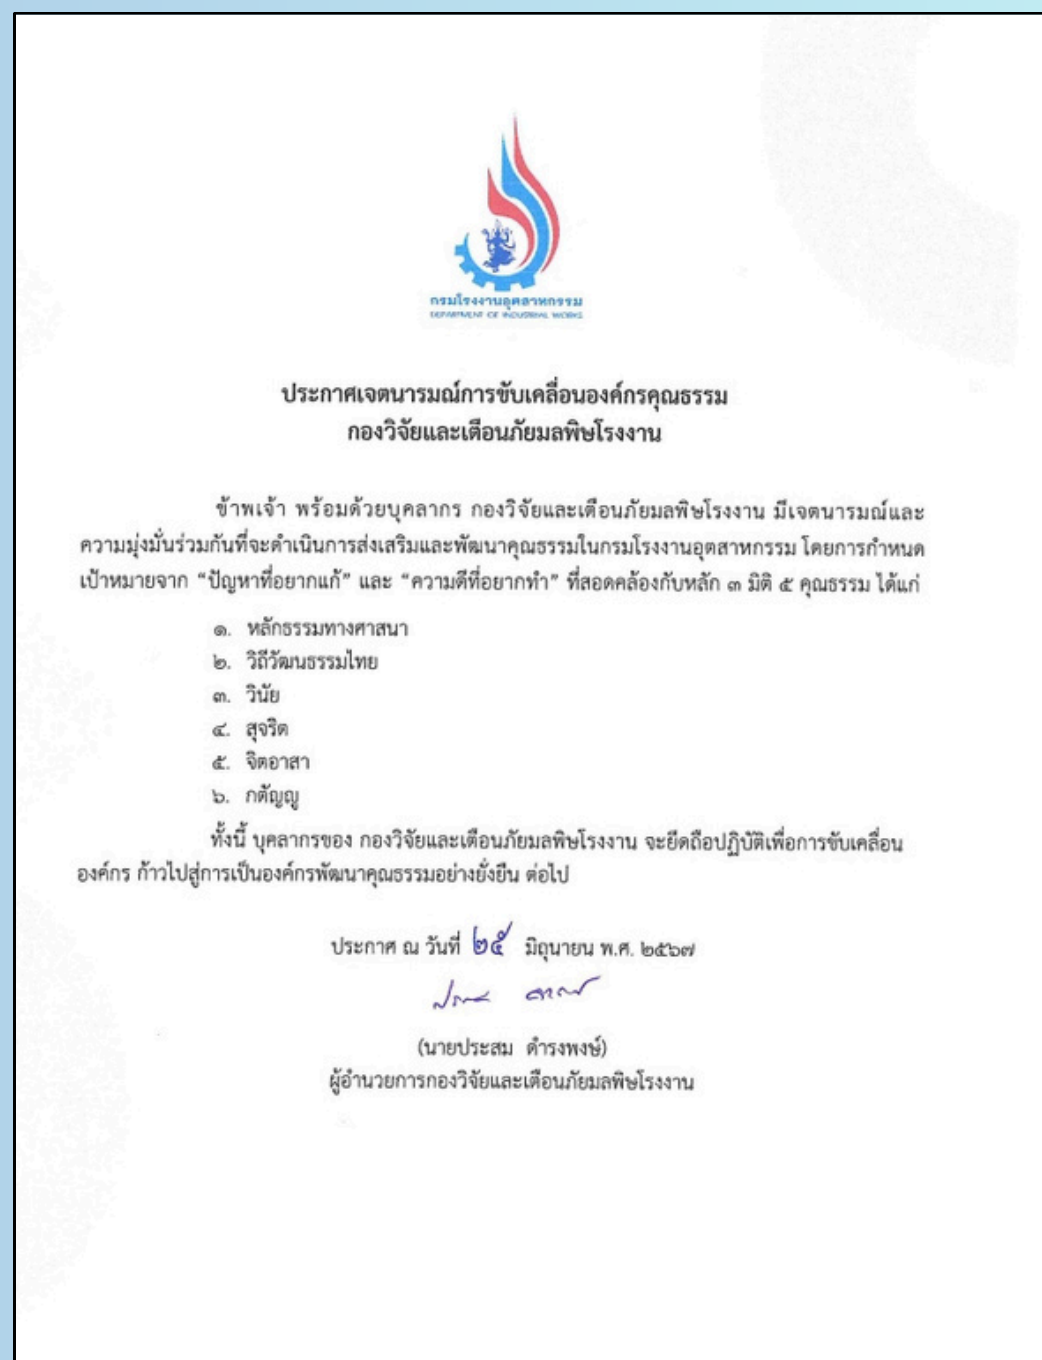 กรมโรงงานอุตสาหกรรม
DEPARTMENT OF INDUSTRIAL WORKS
ประกาศเจตนารมณ์การขับเคลื่อนองค์กรคุณธรรม
กองวิจัยและเตือนภัยมลพิษโรงงาน
ข้าพเจ้า พร้อมด้วยบุคลากร กองวิจัยและเตือนภัยมลพิษโรงงาน มีเจตนารมณ์และ
ความมุ่งมั่นร่วมกันที่จะดำเนินการส่งเสริมและพัฒนาคุณธรรมในกรมโรงงานอุตสาหกรรม โดยการกำหนด
เป้าหมายจาก “ปัญหาที่อยากแก้” และ “ความดีที่อยากทำ” ที่สอดคล้องกับหลัก ๓ มิติ ๕ คุณธรรม ได้แก่
๑. หลักธรรมทางศาสนา
๒. วิถีวัฒนธรรมไทย
๓. วินัย
๔. สุจริต
๕. จิตอาสา
๖. กตัญญู
ทั้งนี้ บุคลากรของ กองวิจัยและเตือนภัยมลพิษโรงงาน จะยึดถือปฏิบัติเพื่อการขับเคลื่อน
องค์กร ก้าวไปสู่การเป็นองค์กรพัฒนาคุณธรรมอย่างยั่งยืน ต่อไป
ประกาศ ณ วันที่ ๒๕ มิถุนายน พ.ศ. ๒๕๖๗
(นายประสม ดำรงพงษ์)
ผู้อำนวยการกองวิจัยและเตือนภัยมลพิษโรงงาน